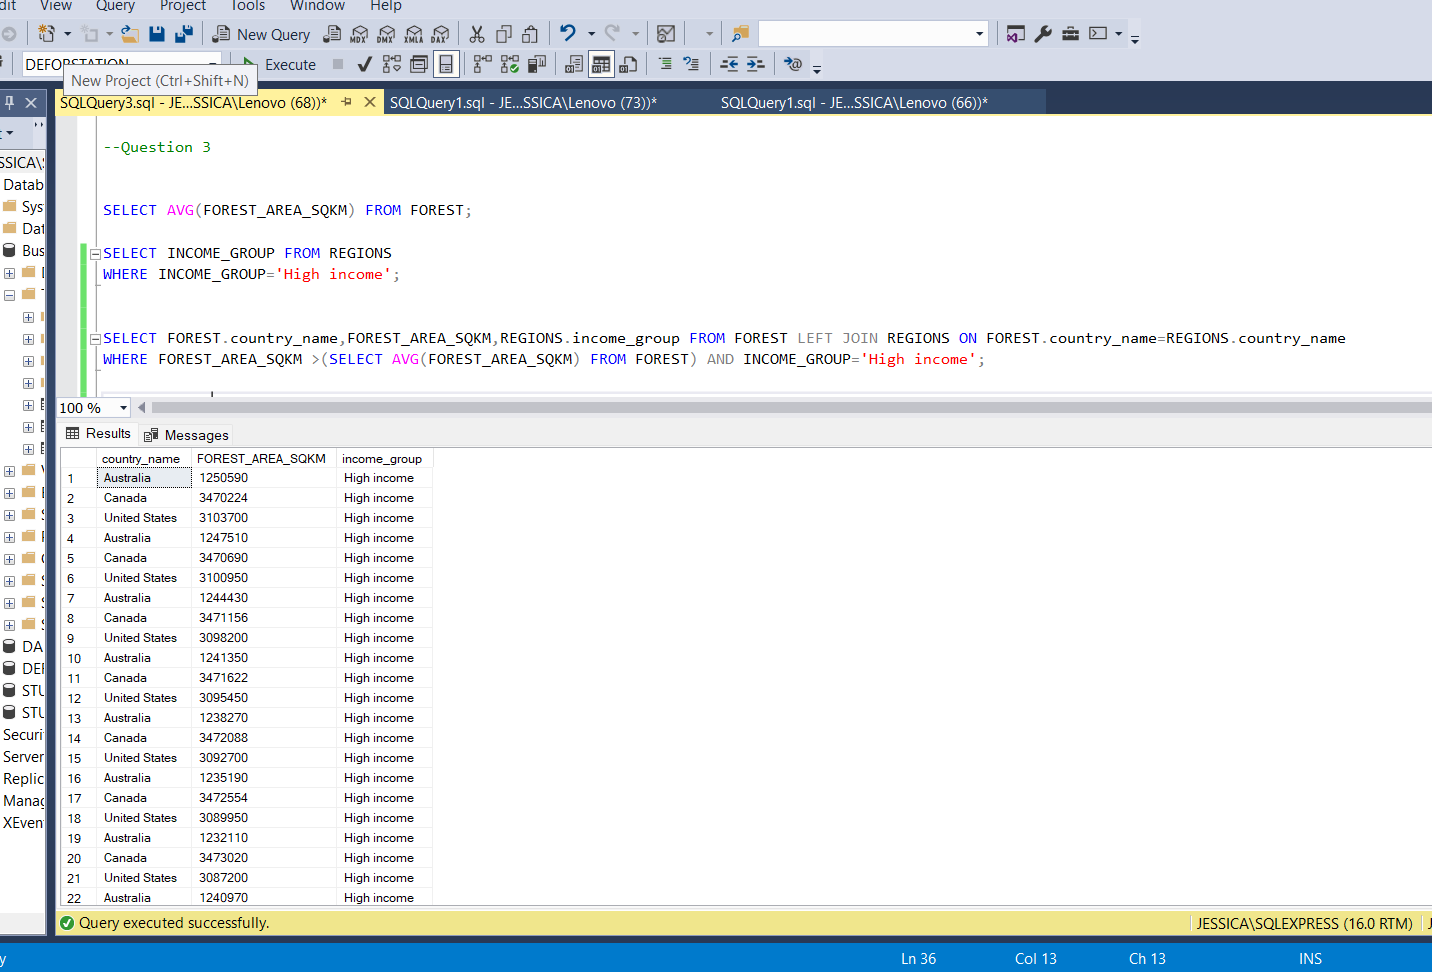 dit View Query Project Tools Window Help
New Query MDX DMX XMLA DAX
DEFORSTATION Execute
New Project (Ctrl+Shift+N)
SQLQuery3.sql - JE...SSICA\Lenovo (68))* SQLQuery1.sql - JE...SSICA\Lenovo (73))* SQLQuery1.sql - JE...SSICA\Lenovo (66))*
SSICA\
Datab
Sys
Dat
Bus
DA
DEF
STU
STU
Securi
Server
Replic
Manag
XEven
--Question 3
SELECT AVG(FOREST_AREA_SQKM) FROM FOREST;
SELECT INCOME_GROUP FROM REGIONS
WHERE INCOME_GROUP='High income';
SELECT FOREST.country_name,FOREST_AREA_SQKM,REGIONS.income_group FROM FOREST LEFT JOIN REGIONS ON FOREST.country_name=REGIONS.country_name
WHERE FOREST_AREA_SQKM >(SELECT AVG(FOREST_AREA_SQKM) FROM FOREST) AND INCOME_GROUP='High income';
100 %
Results Messages
country_name FOREST_AREA_SQKM income_group
1 Australia 1250590 High income
2 Canada 3470224 High income
3 United States 3103700 High income
4 Australia 1247510 High income
5 Canada 3470690 High income
6 United States 3100950 High income
7 Australia 1244430 High income
8 Canada 3471156 High income
9 United States 3098200 High income
10 Australia 1241350 High income
11 Canada 3471622 High income
12 United States 3095450 High income
13 Australia 1238270 High income
14 Canada 3472088 High income
15 United States 3092700 High income
16 Australia 1235190 High income
17 Canada 3472554 High income
18 United States 3089950 High income
19 Australia 1232110 High income
20 Canada 3473020 High income
21 United States 3087200 High income
22 Australia 1240970 High income
Query executed successfully. JESSICA\SQLEXPRESS (16.0 RTM)
y Ln 36 Col 13 Ch 13 INS